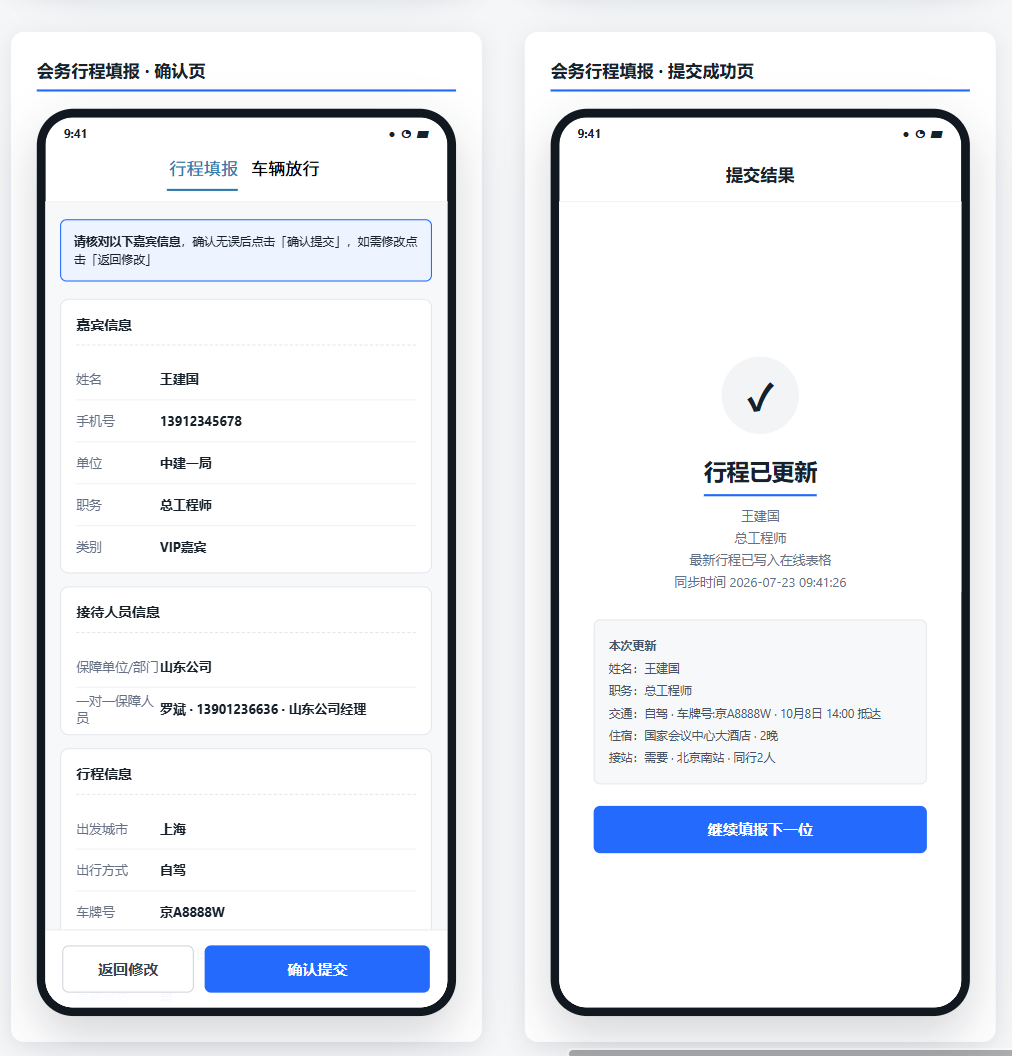 会务行程填报 · 确认页
9:41
行程填报 车辆放行
请核对以下嘉宾信息，确认无误后点击「确认提交」，如需修改点
击「返回修改」
嘉宾信息
姓名 王建国
手机号 13912345678
单位 中建一局
职务 总工程师
类别 VIP嘉宾
接待人员信息
保障单位/部门 山东公司
一对一保障人
员
罗斌 · 13901236636 · 山东公司经理
行程信息
出发城市 上海
出行方式 自驾
车牌号 京A8888W
返回修改 确认提交
会务行程填报 · 提交成功页
9:41
提交结果
行程已更新
王建国
总工程师
最新行程已写入在线表格
同步时间 2026-07-23 09:41:26
本次更新
姓名：王建国
职务：总工程师
交通：自驾 · 车牌号:京A8888W · 10月8日 14:00 抵达
住宿：国家会议中心大酒店 · 2晚
接站：需要 · 北京南站 · 同行2人
继续填报下一位